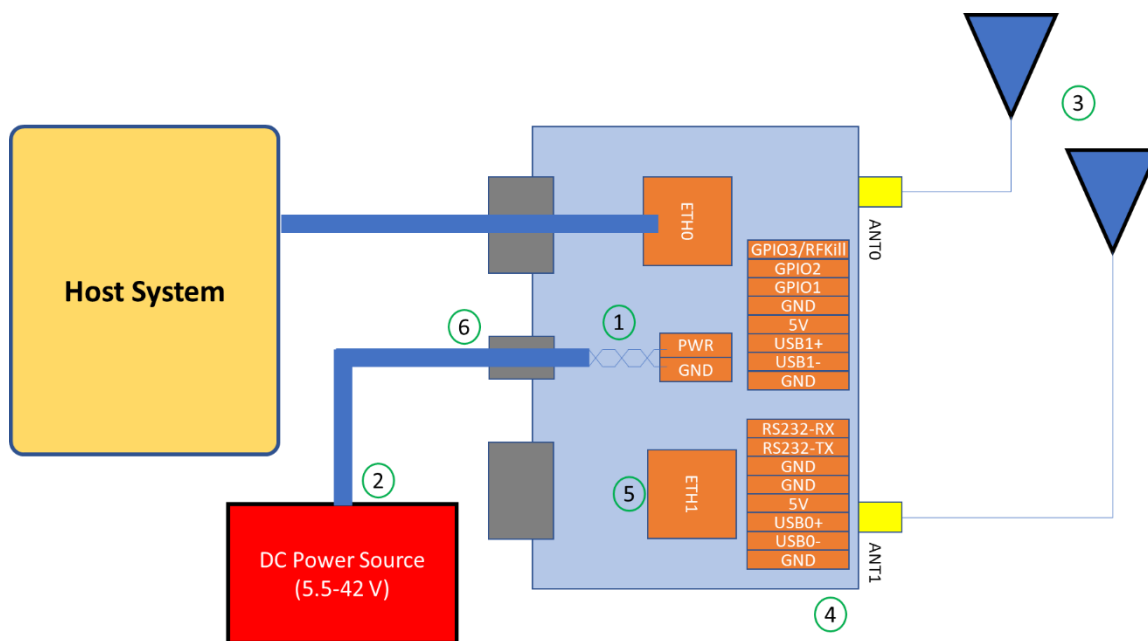 3
ETH0
ANT0
GPIO3/RFKill
GPIO2
GPIO1
GND
5V
USB1+
USB1-
GND
Host System
6
1
PWR
GND
2
DC Power Source
(5.5-42 V)
5
ETH1
RS232-RX
RS232-TX
GND
GND
5V
USB0+
USB0-
GND
ANT1
4